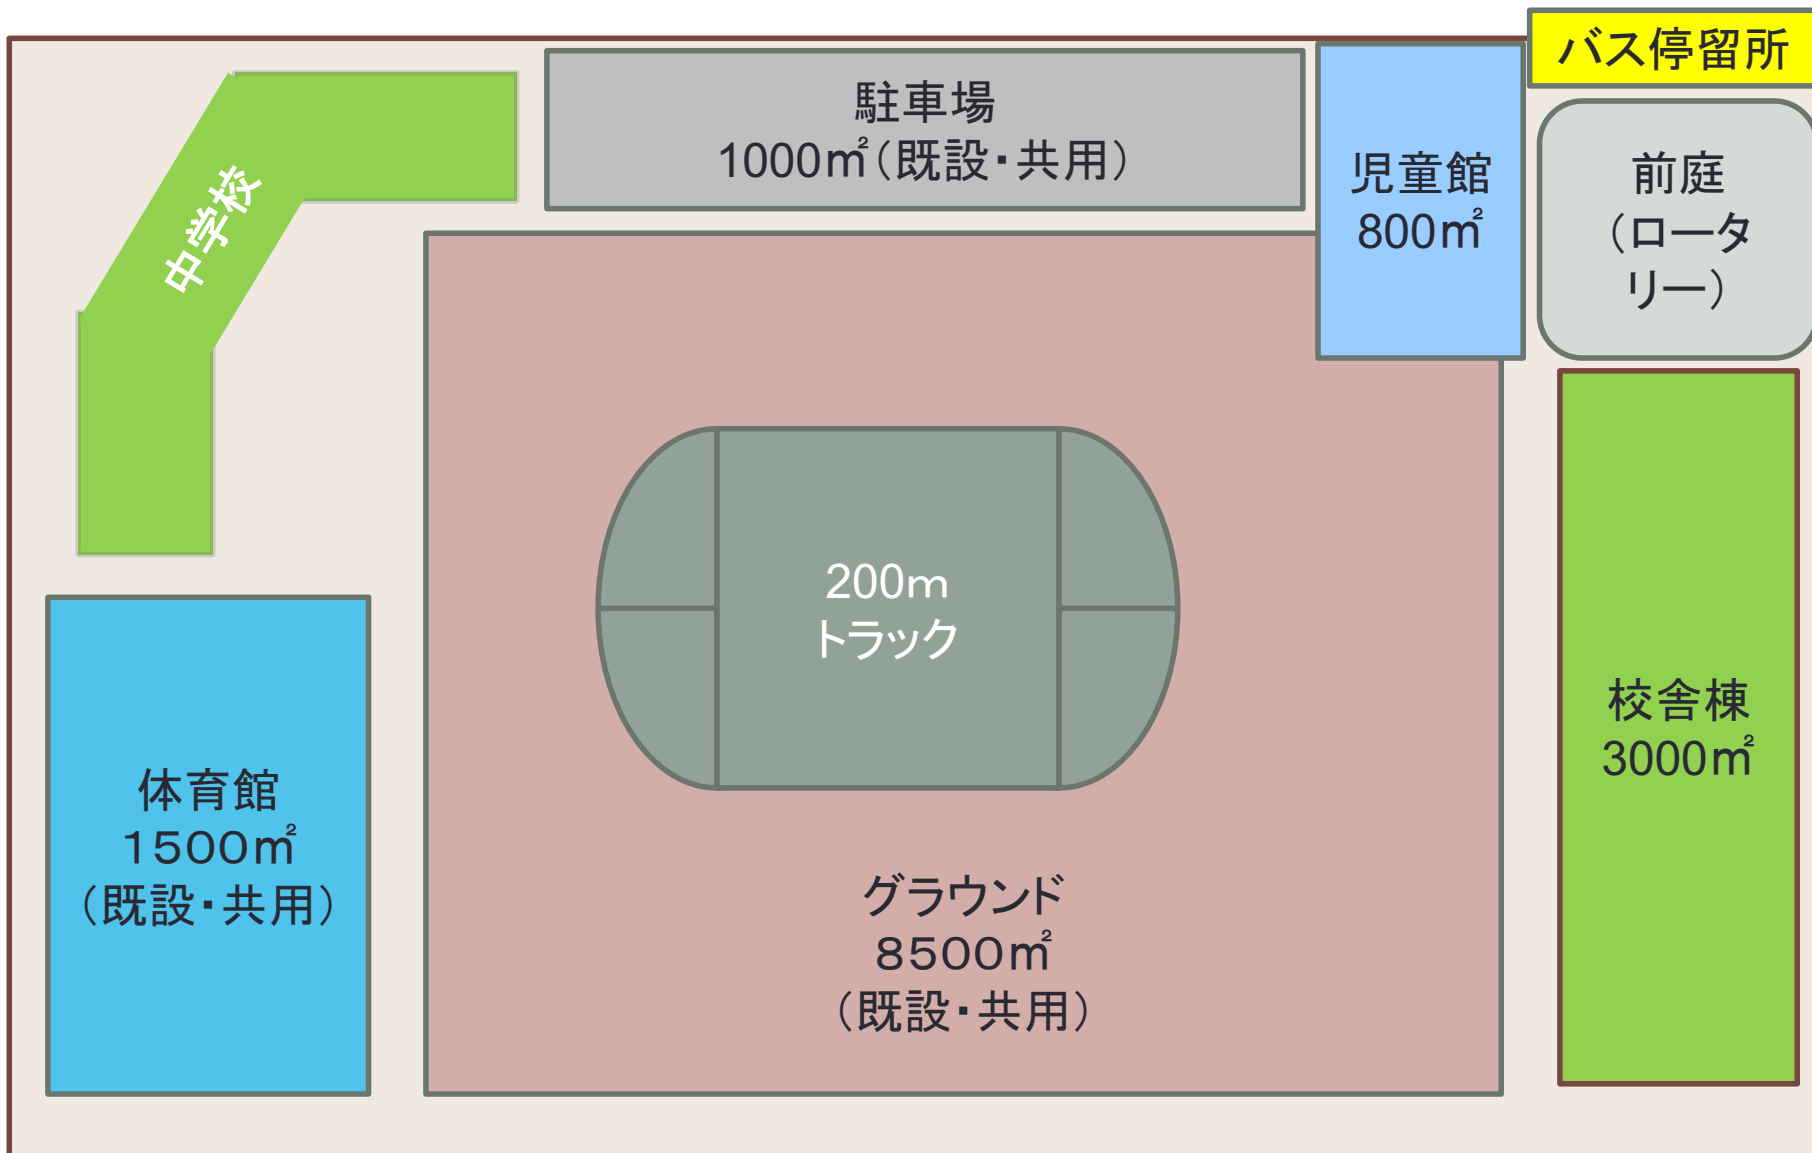 バス停留所
駐車場
1000㎡(既設・共用)
児童館
800㎡
前庭
(ロータ
リー)
中学校
200m
トラック
校舎棟
3000㎡
体育館
1500㎡
(既設・共用)
グラウンド
8500㎡
(既設・共用)